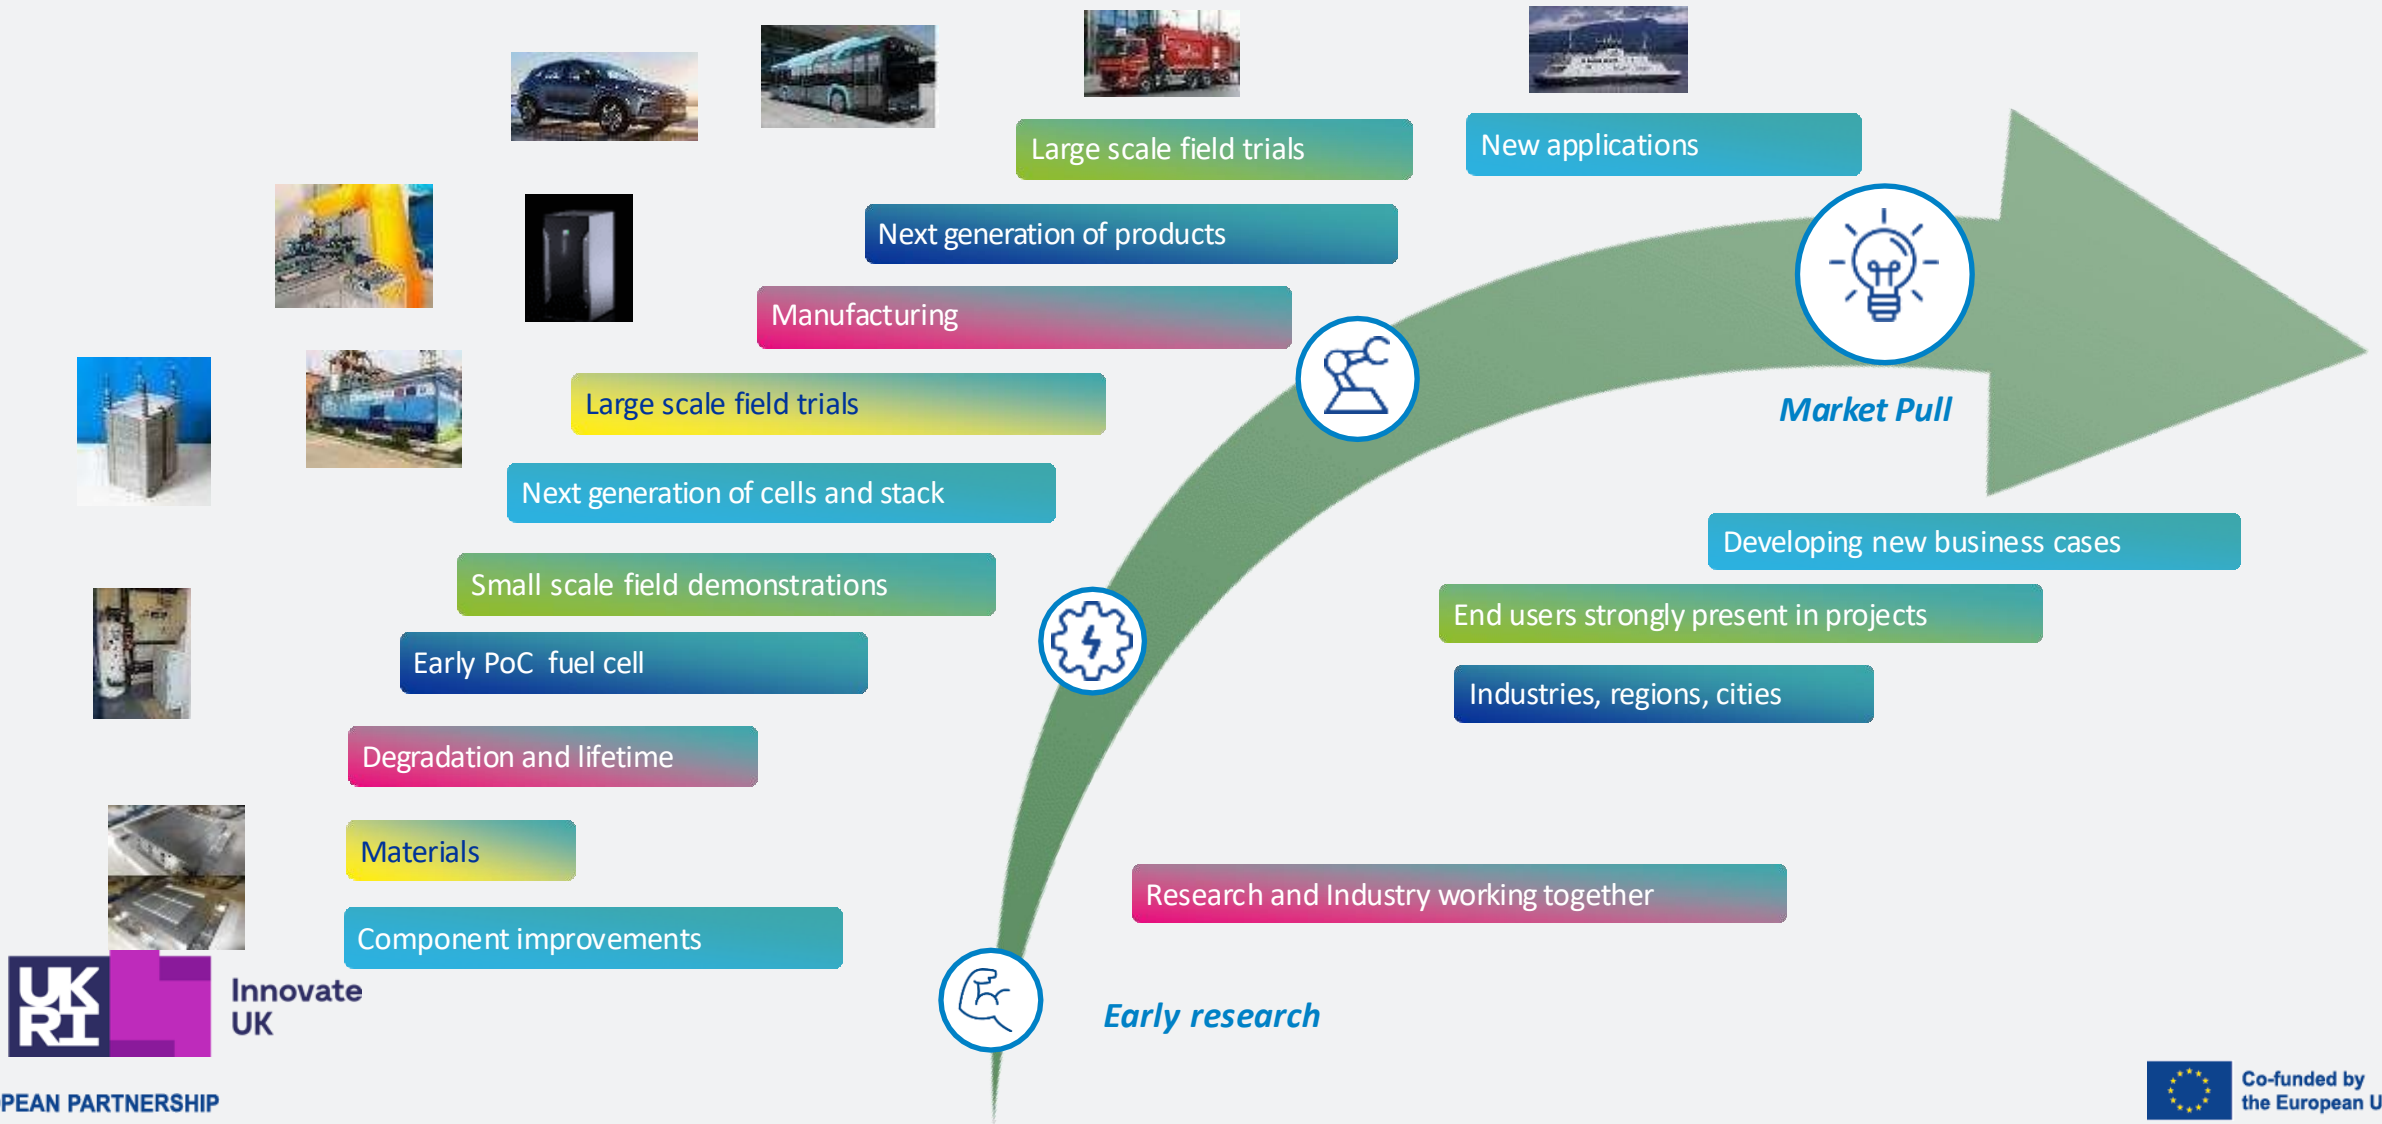 Large scale field trials
New applications
Next generation of products
Manufacturing
Large scale field trials
Market Pull
Next generation of cells and stack
Developing new business cases
Small scale field demonstrations
End users strongly present in projects
Early PoC fuel cell
Industries, regions, cities
Degradation and lifetime
Materials
Research and Industry working together
Component improvements
UK
RI
Innovate
UK
Early research
PEAN PARTNERSHIP
Co-funded by
the European U